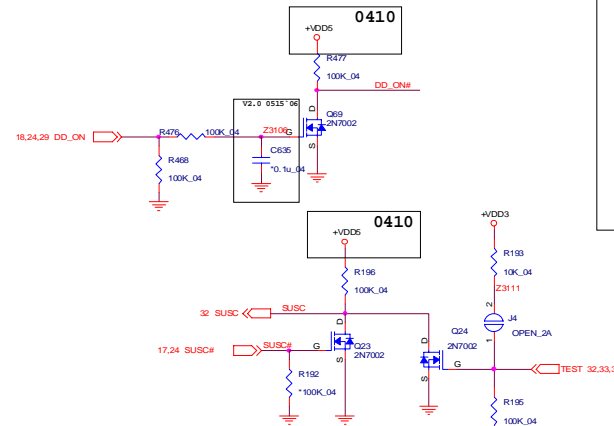 0410
+VDD5
R477
100K_04
DD_ON#
V2.0 0515~06
D
Q69
2N7002
18,24,29 DD_ON
R476
100K_04
Z3106
G
S
C635
*0.1u_04
R468
100K_04
0410
+VDD5
+VDD3
R196
100K_04
R193
10K_04
Z3111
32 SUSC
SUSC
2
J4
OPEN_2A
1
D
Q23
2N7002
D
Q24
2N7002
17,24 SUSC#
SUSC#
G
S
S
G
TEST 32,33,3
R192
*100K_04
R195
100K_04